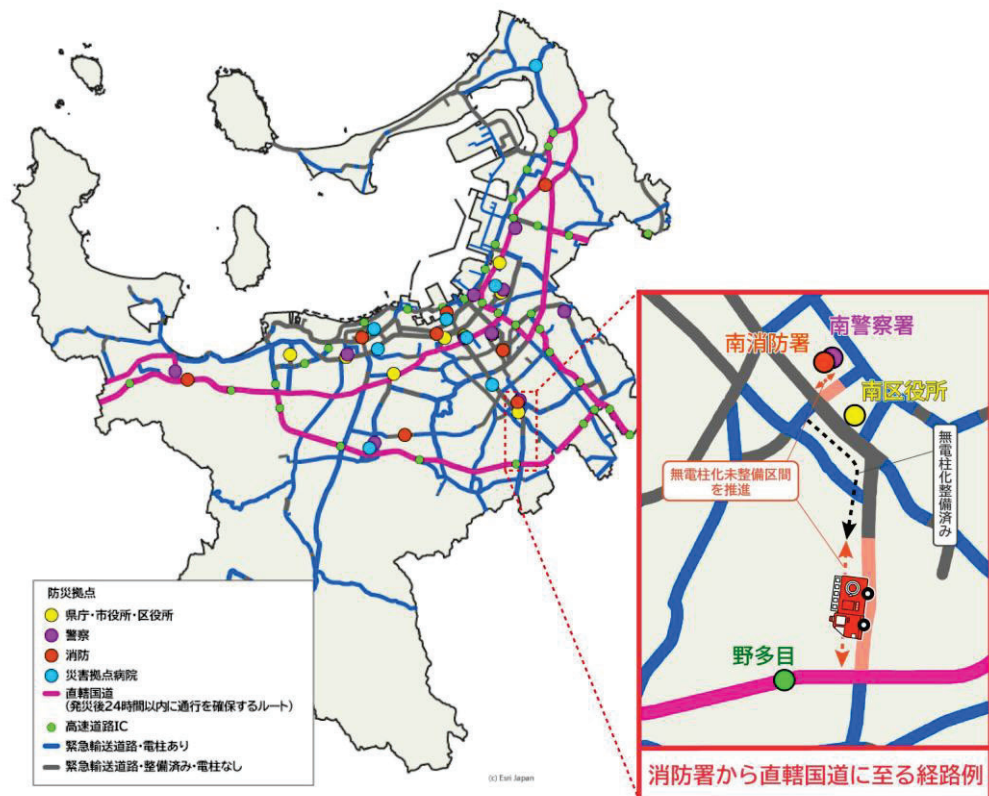 防災拠点
県庁・市役所・区役所
警察
消防
災害拠点病院
直轄国道
(発災後24時間以内に通行を確保するルート)
高速道路IC
緊急輸送道路・電柱あり
緊急輸送道路・整備済み・電柱なし
(c) Esri Japan
南警察署
南消防署
南区役所
無電柱化未整備区間
を推進
無電柱化整備済み
野多目
消防署から直轄国道に至る経路例